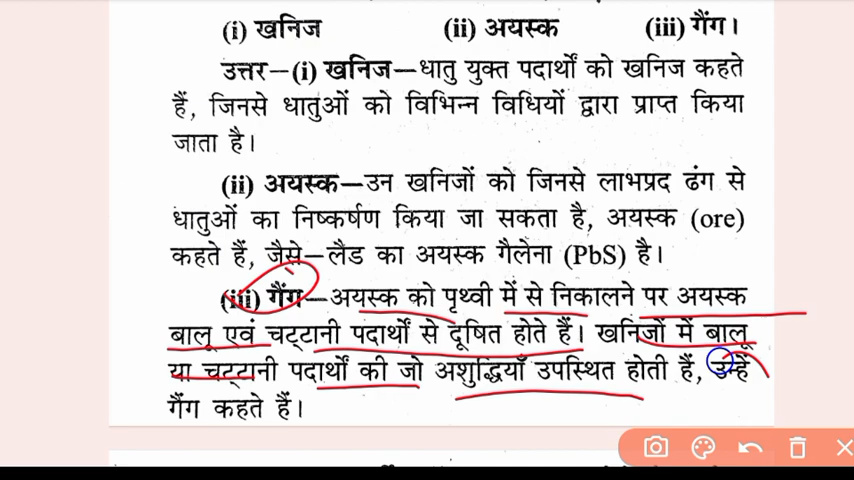 (i) खनिज (ii) अयस्क (iii) गैंग।
उत्तर–(i) खनिज–धातु युक्त पदार्थों को खनिज कहते
हैं, जिनसे धातुओं को विभिन्न विधियों द्वारा प्राप्त किया
जाता है।
(ii) अयस्क–उन खनिजों को जिनसे लाभप्रद ढंग से
धातुओं का निष्कर्षण किया जा सकता है, अयस्क (ore)
कहते हैं, जैसे–लैड का अयस्क गैलेना (PbS) है।
(iii) गैंग–अयस्क को पृथ्वी में से निकालने पर अयस्क
बालू एवं चट्टानी पदार्थों से दूषित होते हैं। खनिजों में बालू
या चट्टानी पदार्थों की जो अशुद्धियाँ उपस्थित होती हैं, उन्हें
गैंग कहते हैं।